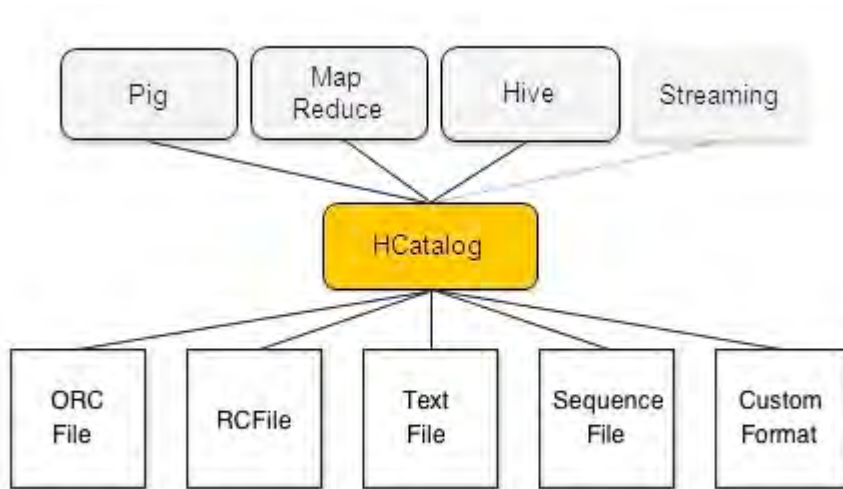 Pig
Map
Reduce
Hive
Streaming
HCatalog
ORC
File
RCFile
Text
File
Sequence
File
Custom
Format